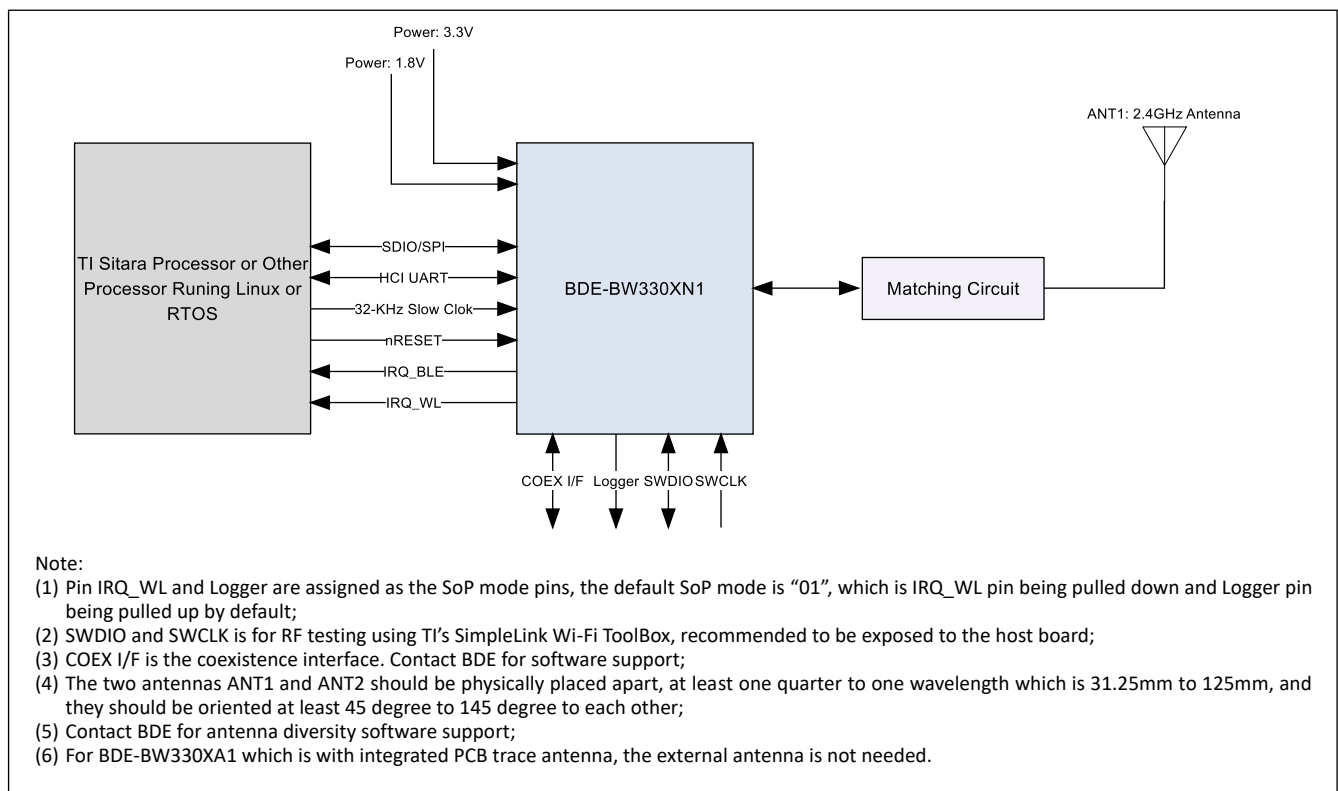 Power: 3.3V
Power: 1.8V
ANT1: 2.4GHz Antenna
TI Sitara Processor or Other
Processor Runing Linux or
RTOS
SDIO/SPI
HCI UART
32-KHz Slow Clok
nRESET
IRQ_BLE
IRQ_WL
BDE-BW330XN1
Matching Circuit
COEX I/F Logger SWDIO SWCLK
Note:
(1) Pin IRQ_WL and Logger are assigned as the SoP mode pins, the default SoP mode is “01”, which is IRQ_WL pin being pulled down and Logger pin
being pulled up by default;
(2) SWDIO and SWCLK is for RF testing using TI’s SimpleLink Wi-Fi ToolBox, recommended to be exposed to the host board;
(3) COEX I/F is the coexistence interface. Contact BDE for software support;
(4) The two antennas ANT1 and ANT2 should be physically placed apart, at least one quarter to one wavelength which is 31.25mm to 125mm, and
they should be oriented at least 45 degree to 145 degree to each other;
(5) Contact BDE for antenna diversity software support;
(6) For BDE-BW330XA1 which is with integrated PCB trace antenna, the external antenna is not needed.